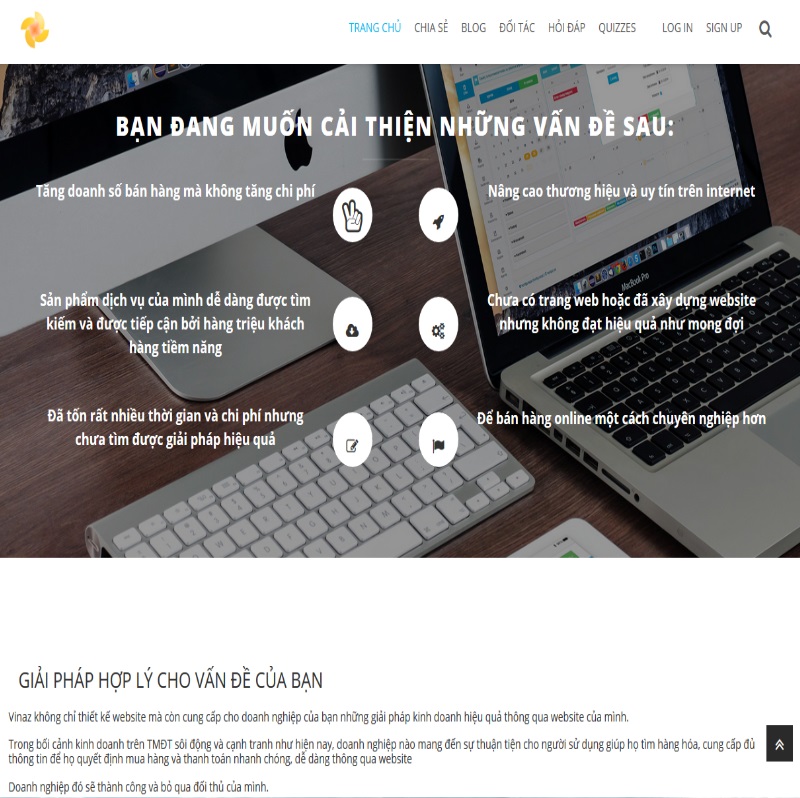 TRANG CHỦ CHIA SẺ BLOG ĐỐI TÁC HỎI ĐÁP QUIZZES LOG IN SIGN UP
BẠN ĐANG MUỐN CẢI THIỆN NHỮNG VẤN ĐỀ SAU:
Tăng doanh số bán hàng mà không tăng chi phí
Nâng cao thương hiệu và uy tín trên internet
Sản phẩm dịch vụ của mình dễ dàng được tìm
kiếm và được tiếp cận bởi hàng triệu khách
hàng tiềm năng
Chưa có trang web hoặc đã xây dựng website
nhưng không đạt hiệu quả như mong đợi
Đã tốn rất nhiều thời gian và chi phí nhưng
chưa tìm được giải pháp hiệu quả
Để bán hàng online một cách chuyên nghiệp hơn
MacBook Pro
GIẢI PHÁP HỢP LÝ CHO VẤN ĐỀ CỦA BẠN
Vinaz không chỉ thiết kế website mà còn cung cấp cho doanh nghiệp của bạn những giải pháp kinh doanh hiệu quả thông qua website của mình.
Trong bối cảnh kinh doanh trên TMĐT sôi động và cạnh tranh như hiện nay, doanh nghiệp nào mang đến sự thuận tiện cho người sử dụng giúp họ tìm hàng hóa, cung cấp đủ
thông tin để họ quyết định mua hàng và thanh toán nhanh chóng, dễ dàng thông qua website
Doanh nghiệp đó sẽ thành công và bỏ qua đối thủ của mình.